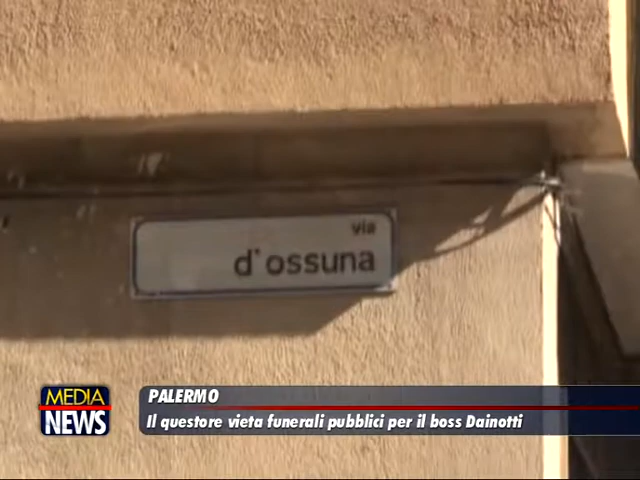 via
d'ossuna
PALERMO
Il questore vieta funerali pubblici per il boss Dainotti
MEDIA
NEWS